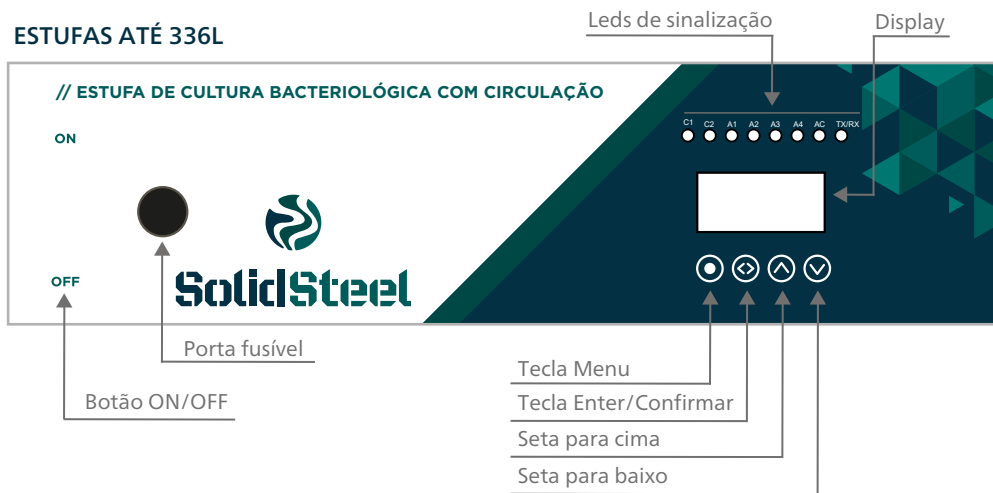 Leds de sinalização
Display
ESTUFAS ATÉ 336L
// ESTUFA DE CULTURA BACTERIOLÓGICA COM CIRCULAÇÃO
C1 C2 A1 A2 A3 A4 AC TX/RX
ON
OFF
SolidSteel
Porta fusível
Botão ON/OFF
Tecla Menu
Tecla Enter/Confirmar
Seta para cima
Seta para baixo